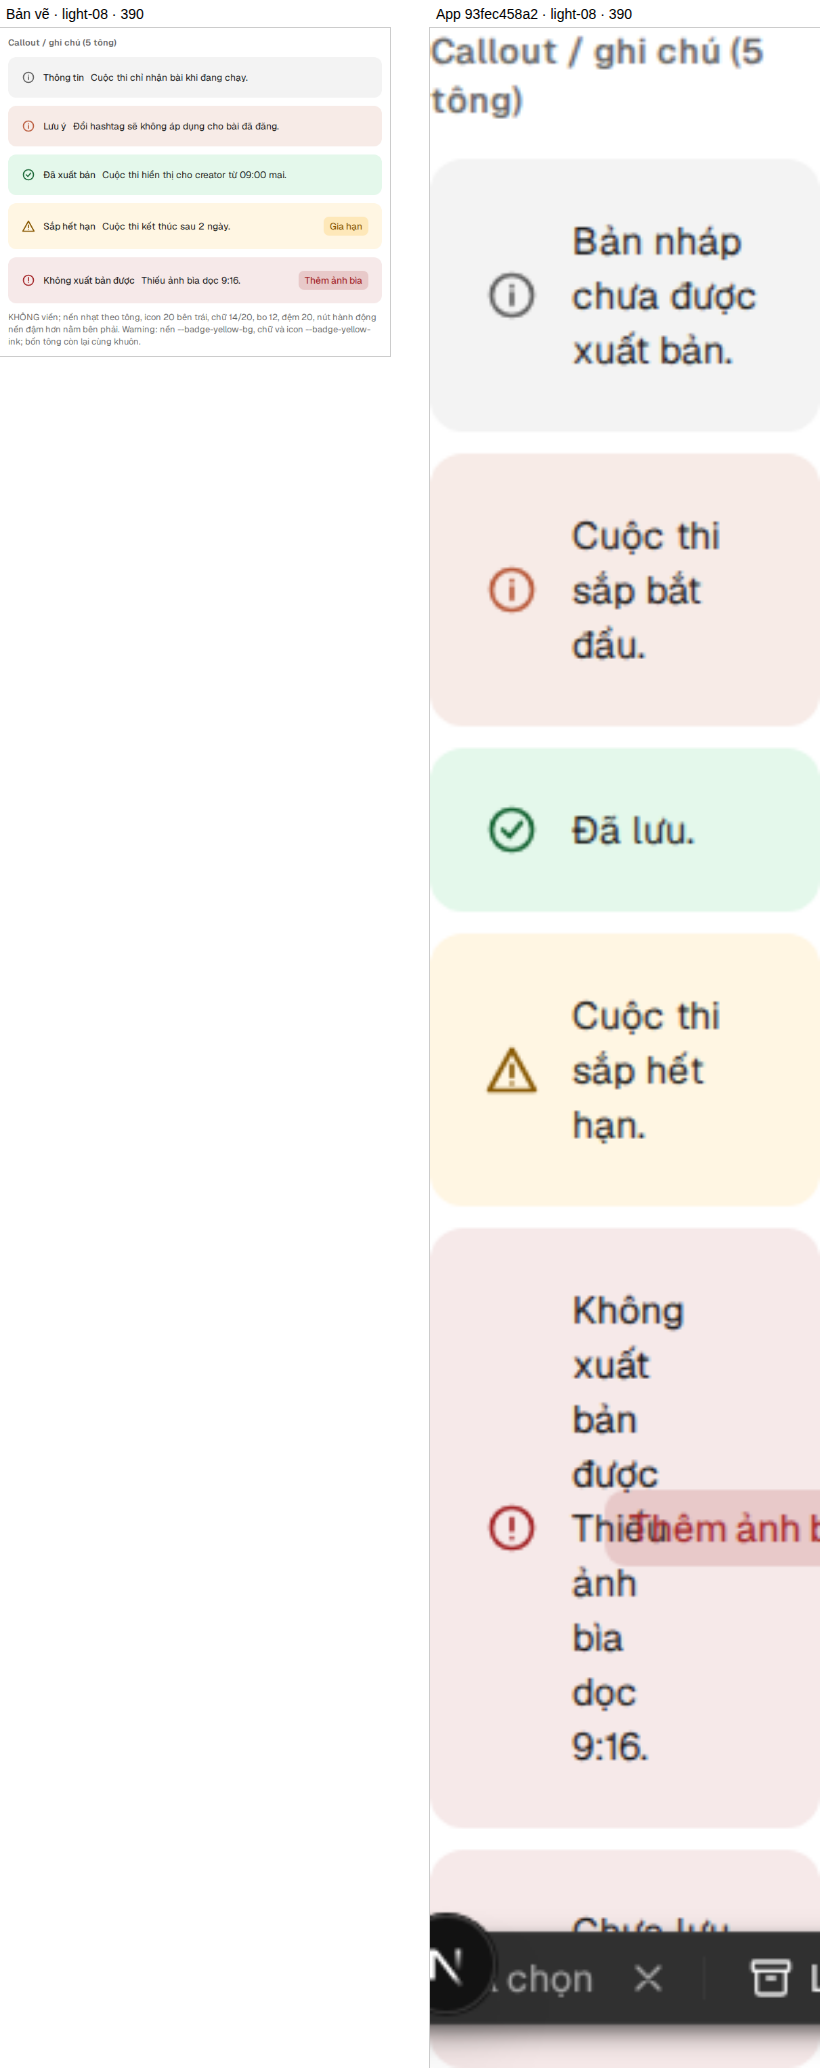 Bản vẽ · light-08 · 390
Callout / ghi chú (5 tông)
Thông tin Cuộc thi chỉ nhận bài khi đang chạy.
Lưu ý Đổi hashtag sẽ không áp dụng cho bài đã đăng.
Đã xuất bản Cuộc thi hiển thị cho creator từ 09:00 mai.
Sắp hết hạn Cuộc thi kết thúc sau 2 ngày.
Gia hạn
Không xuất bản được Thiếu ảnh bìa dọc 9:16.
Thêm ảnh bìa
KHÔNG viền; nền nhạt theo tông, icon 20 bên trái, chữ 14/20, bo 12, đệm 20, nút hành động
nền đậm hơn nằm bên phải. Warning: nền --badge-yellow-bg, chữ và icon --badge-yellow-
ink; bốn tông còn lại cùng khuôn.
App 93fec458a2 · light-08 · 390
Callout / ghi chú (5
tông)
Bản nháp
chưa được
xuất bản.
Cuộc thi
sắp bắt
đầu.
Đã lưu.
Cuộc thi
sắp hết
hạn.
Không
xuất
bản
được
Thiếu
Thêm ảnh b
ảnh
bìa
dọc
9:16.
Chưa lưu
chọn